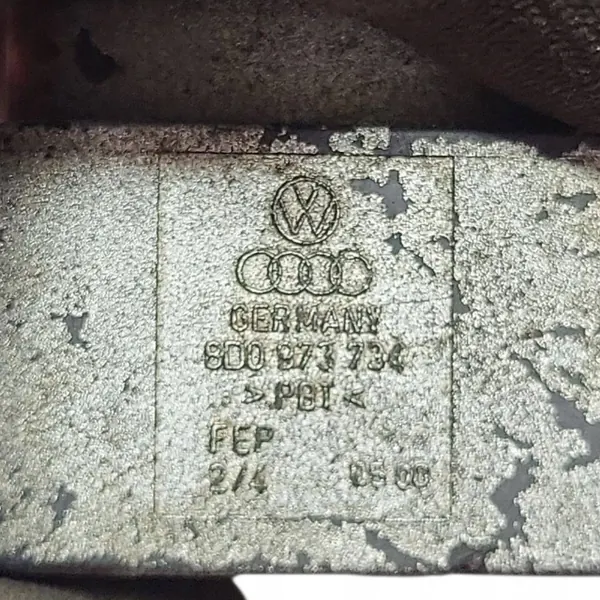 GERMANY
8D0 973 734
>PBT<
FEP
2/4 05 00